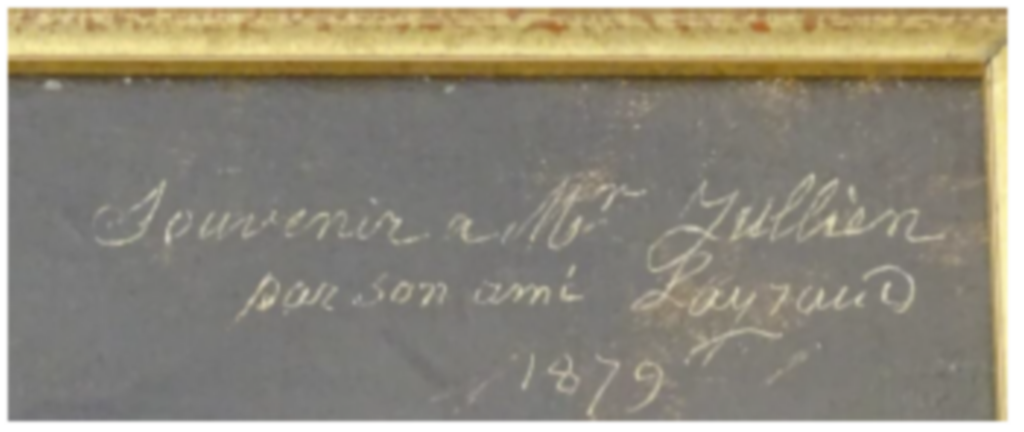 Souvenir a Mr Jullien
par son ami Layraud
1879